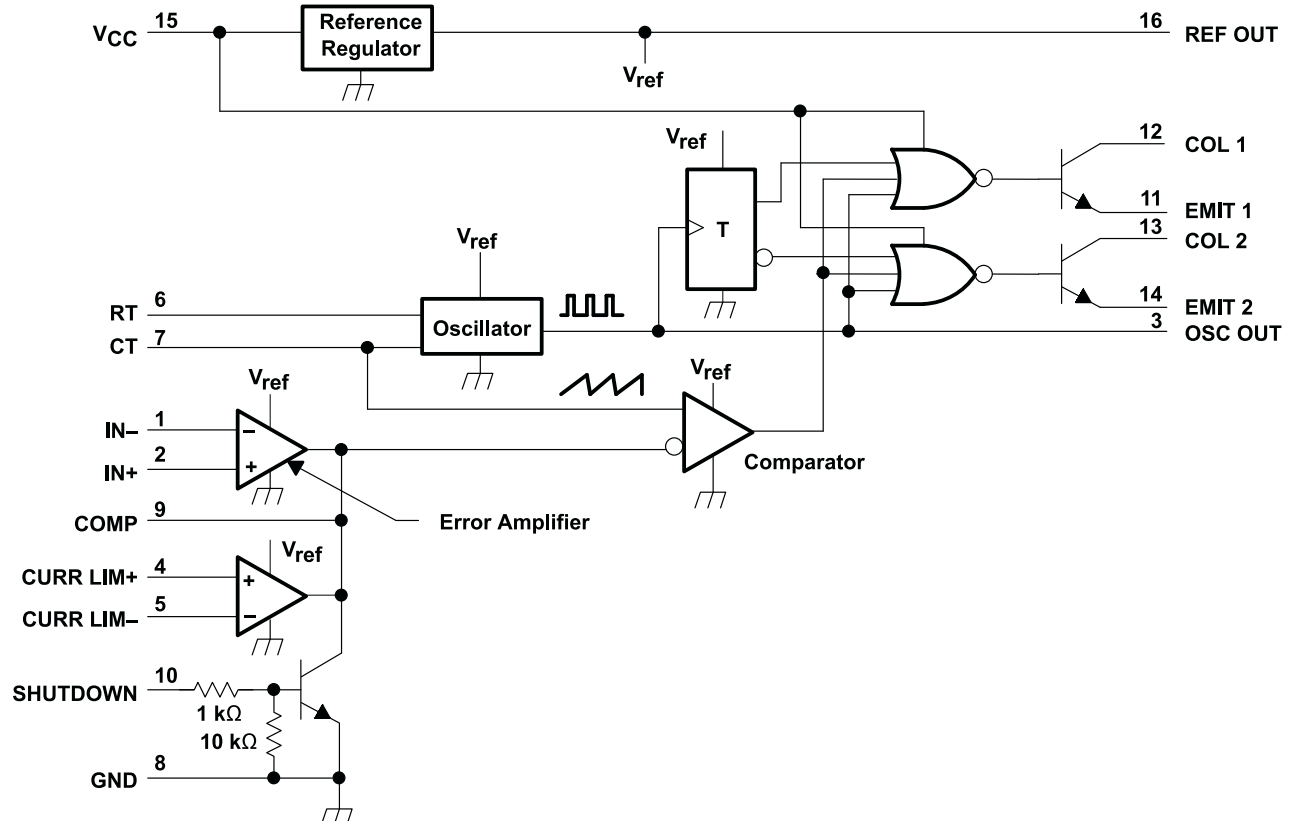 VCC 15
Reference
Regulator
16 REF OUT
Vref
Vref
12 COL 1
11 EMIT 1
13 COL 2
14 EMIT 2
3 OSC OUT
T
Vref
RT 6
CT 7
Oscillator
Vref
Vref
IN– 1
IN+ 2
–
+
Comparator
COMP 9
Error Amplifier
Vref
CURR LIM+ 4
CURR LIM– 5
+
–
SHUTDOWN 10
1 kΩ
10 kΩ
GND 8